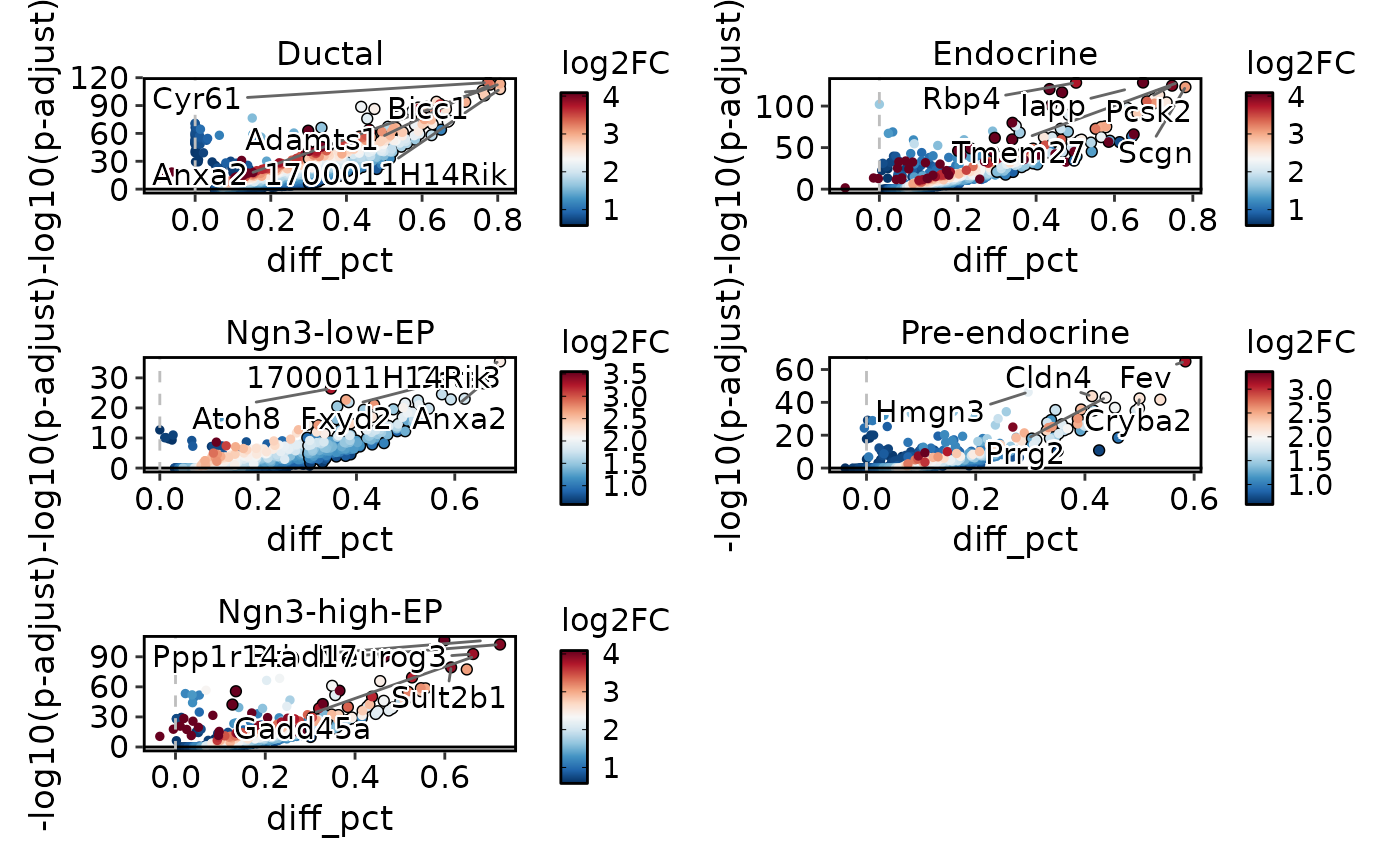 Ductal
-log10(p-adjust)
120
90
60
30
0
Cyr61
Bicc1
Adamts1
Anxa2
1700011H14Rik
0.0 0.2 0.4 0.6 0.8
diff_pct
log2FC
4
3
2
1
Endocrine
-log10(p-adjust)
100
50
0
Rbp4
Iapp
Pcsk2
Tmem27
Scgn
0.0 0.2 0.4 0.6 0.8
diff_pct
log2FC
4
3
2
1
Ngn3-low-EP
-log10(p-adjust)
30
20
10
0
1700011H14Rik
Atoh8
Fxyd2
Anxa2
0.0 0.2 0.4 0.6
diff_pct
log2FC
3.5
3.0
2.5
2.0
1.5
1.0
Pre-endocrine
-log10(p-adjust)
60
40
20
0
Cldn4
Fev
Hmgn3
Cryba2
Prrg2
0.0 0.2 0.4 0.6
diff_pct
log2FC
3.0
2.5
2.0
1.5
1.0
Ngn3-high-EP
-log10(p-adjust)
90
60
30
0
Sult2b1
Gadd45a
0.0 0.2 0.4 0.6
diff_pct
log2FC
4
3
2
1